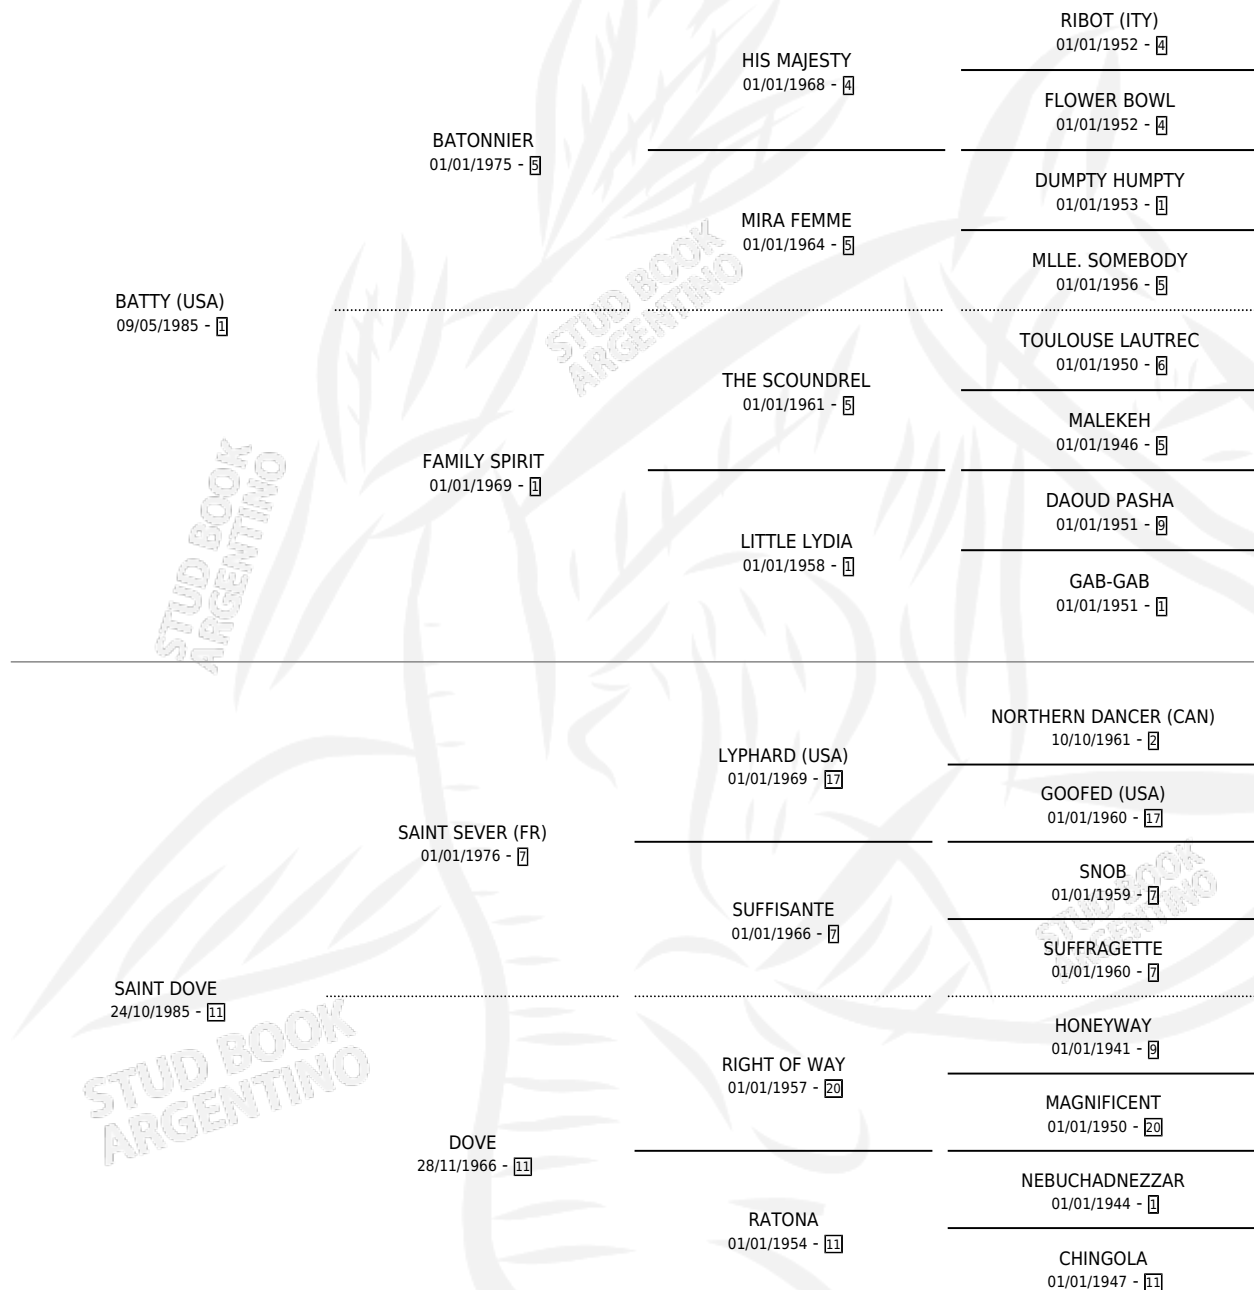 RIBOT (ITY)
01/01/1952 - 4
HIS MAJESTY
01/01/1968 - 4
FLOWER BOWL
01/01/1952 - 4
BATONNIER
01/01/1975 - 5
DUMPTY HUMPTY
01/01/1953 - 1
MIRA FEMME
01/01/1964 - 5
MLLE. SOMEBODY
01/01/1956 - 5
BATTY (USA)
09/05/1985 - 1
STUD BOOK
ARGENTINO
TOULOUSE LAUTREC
01/01/1950 - 6
THE SCOUNDREL
01/01/1961 - 5
MALEKEH
01/01/1946 - 5
FAMILY SPIRIT
01/01/1969 - 1
DAOUD PASHA
01/01/1951 - 9
LITTLE LYDIA
01/01/1958 - 1
GAB-GAB
01/01/1951 - 1
STUD BOOK
ARGENTINO
NORTHERN DANCER (CAN)
10/10/1961 - 2
LYPHARD (USA)
01/01/1969 - 17
GOOFED (USA)
01/01/1960 - 17
SAINT SEVER (FR)
01/01/1976 - 7
SNOB
01/01/1959 - 7
SUFFISANTE
01/01/1966 - 7
STUD BOOK
ARGENTINO
SUFFRAGETTE
01/01/1960 - 7
SAINT DOVE
24/10/1985 - 11
STUD BOOK
ARGENTINO
HONEYWAY
01/01/1941 - 9
RIGHT OF WAY
01/01/1957 - 20
MAGNIFICENT
01/01/1950 - 20
DOVE
28/11/1966 - 11
NEBUCHADNEZZAR
01/01/1944 - 1
RATONA
01/01/1954 - 11
CHINGOLA
01/01/1947 - 11